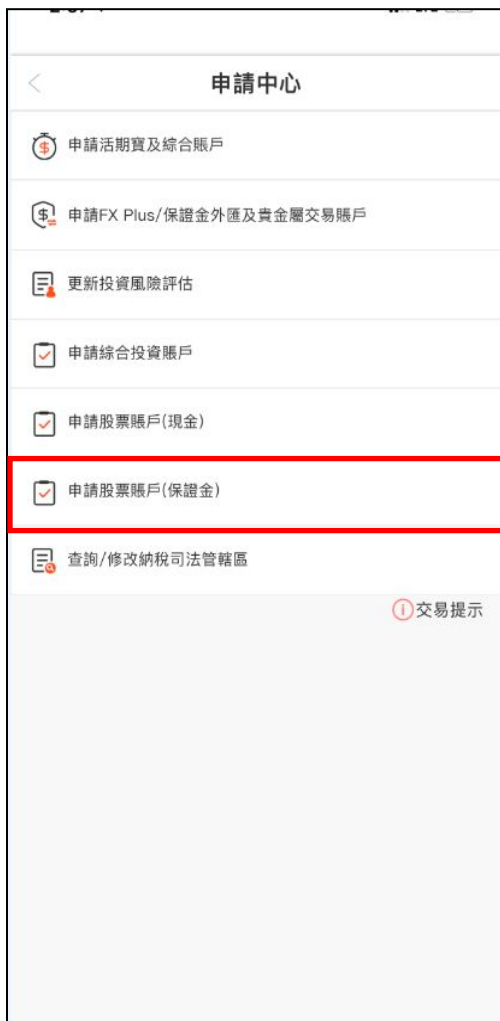 申請中心
申請活期寶及綜合賬戶
申請FX Plus/保證金外匯及貴金屬交易賬戶
更新投資風險評估
申請綜合投資賬戶
申請股票賬戶(現金)
申請股票賬戶(保證金)
查詢/修改納稅司法管轄區
交易提示